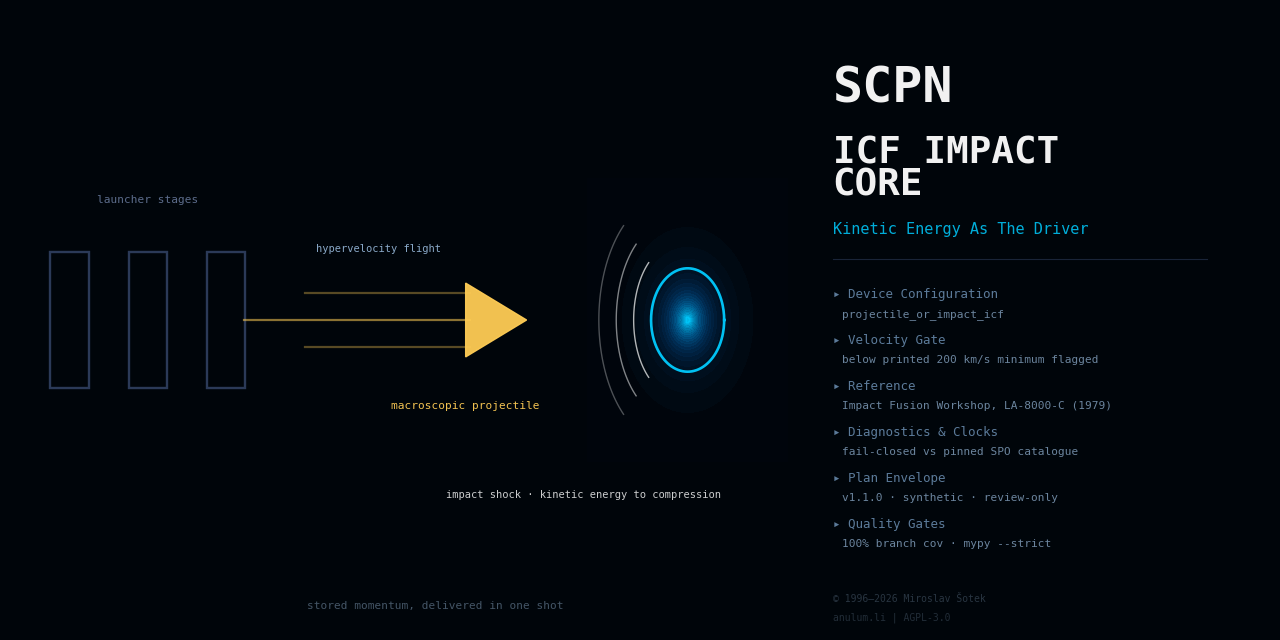 launcher stages
hypervelocity flight
macroscopic projectile
impact shock · kinetic energy to compression
stored momentum, delivered in one shot
SCPN
ICF IMPACT
CORE
Kinetic Energy As The Driver
▸ Device Configuration
projectile_or_impact_icf
▸ Velocity Gate
below printed 200 km/s minimum flagged
▸ Reference
Impact Fusion Workshop, LA-8000-C (1979)
▸ Diagnostics & Clocks
fail-closed vs pinned SPO catalogue
▸ Plan Envelope
v1.1.0 · synthetic · review-only
▸ Quality Gates
100% branch cov · mypy --strict
© 1996–2026 Miroslav Šotek
anulum.li | AGPL-3.0